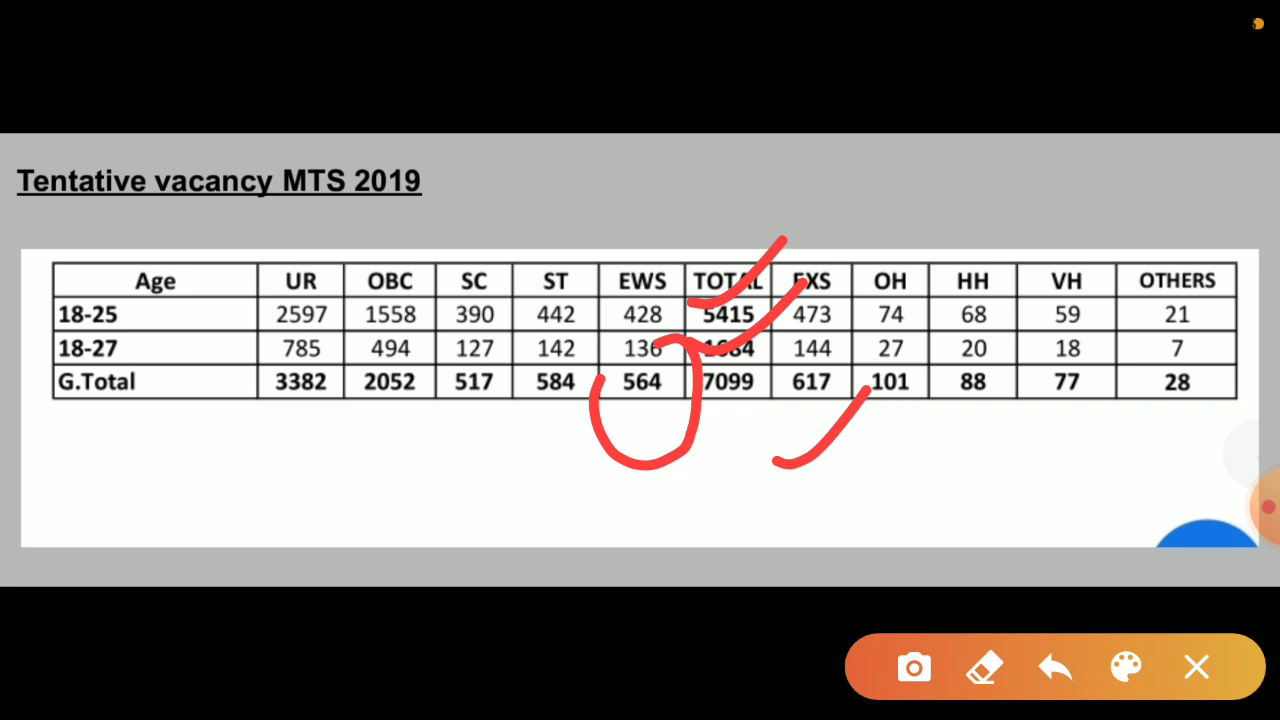 Tentative vacancy MTS 2019
Age UR OBC SC ST EWS TOTAL EXS OH HH VH OTHERS
18-25 2597 1558 390 442 428 5415 473 74 68 59 21
18-27 785 494 127 142 136 1684 144 27 20 18 7
G.Total 3382 2052 517 584 564 7099 617 101 88 77 28